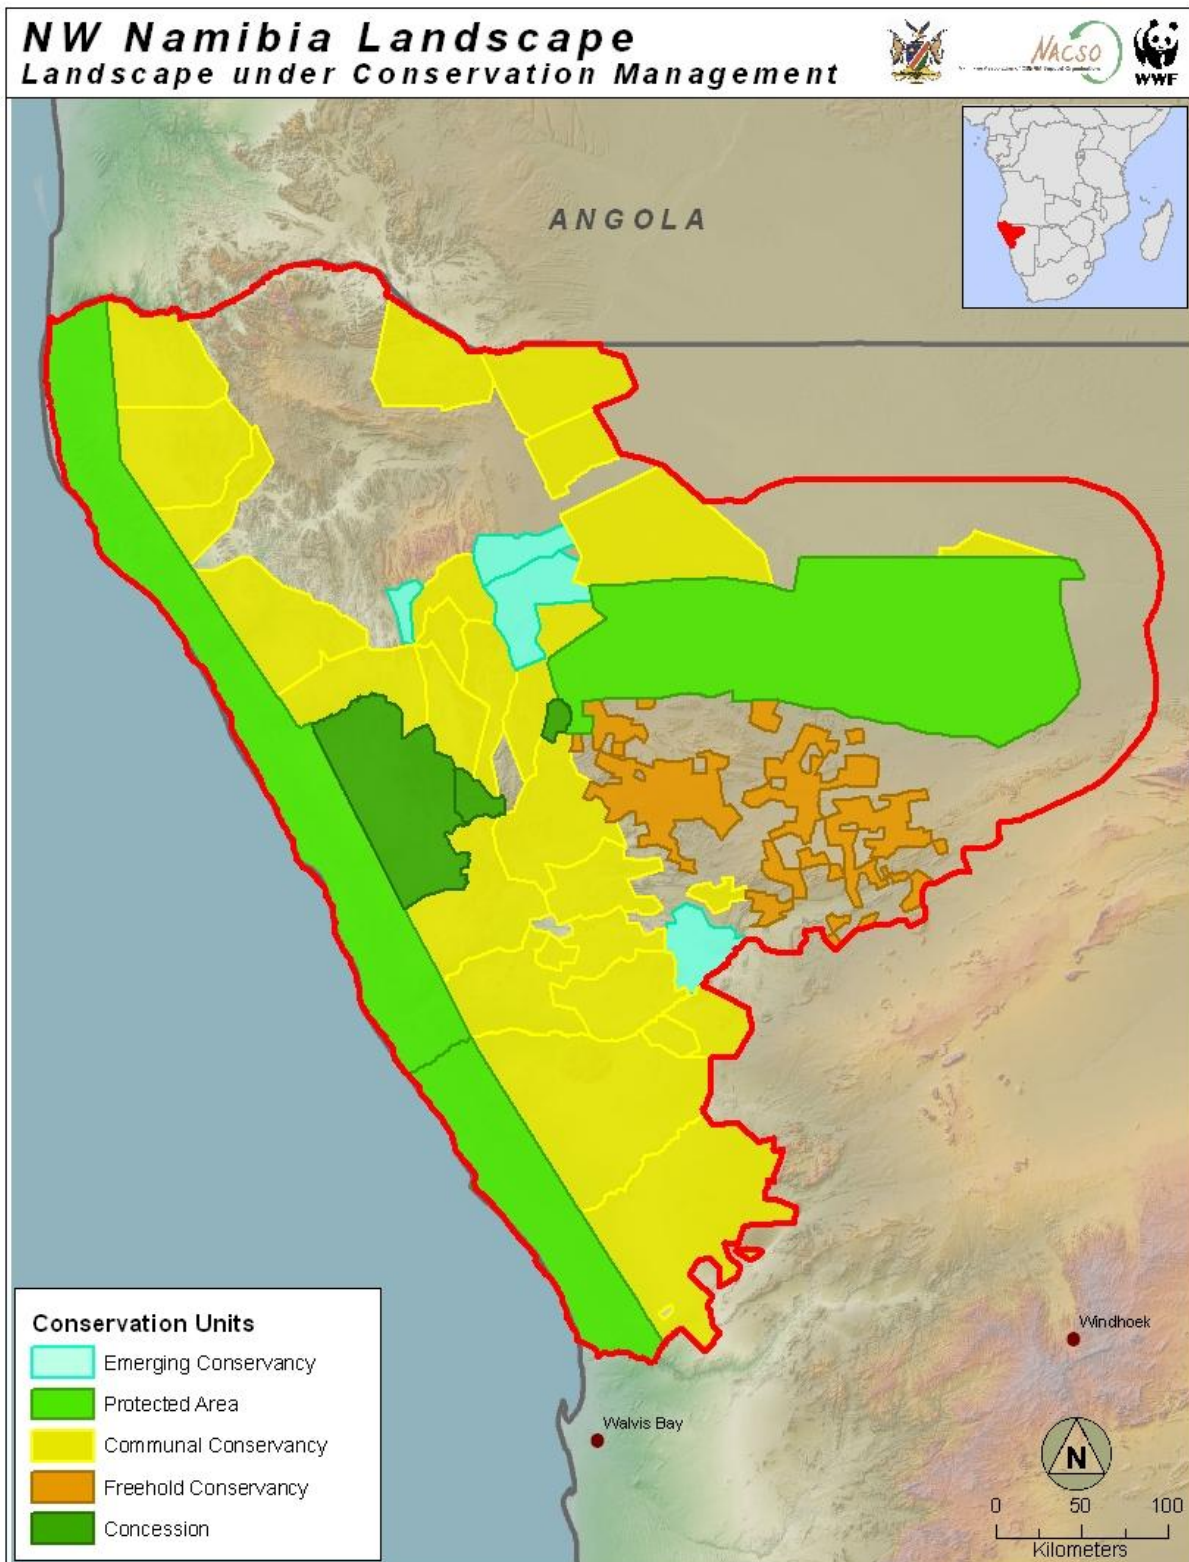 NW Namibia Landscape
Landscape under Conservation Management
NACSO
WWF
ANGOLA
Conservation Units
Emerging Conservancy
Protected Area
Communal Conservancy
Freehold Conservancy
Concession
Windhoek
Walvis Bay
N
0 50 100
Kilometers